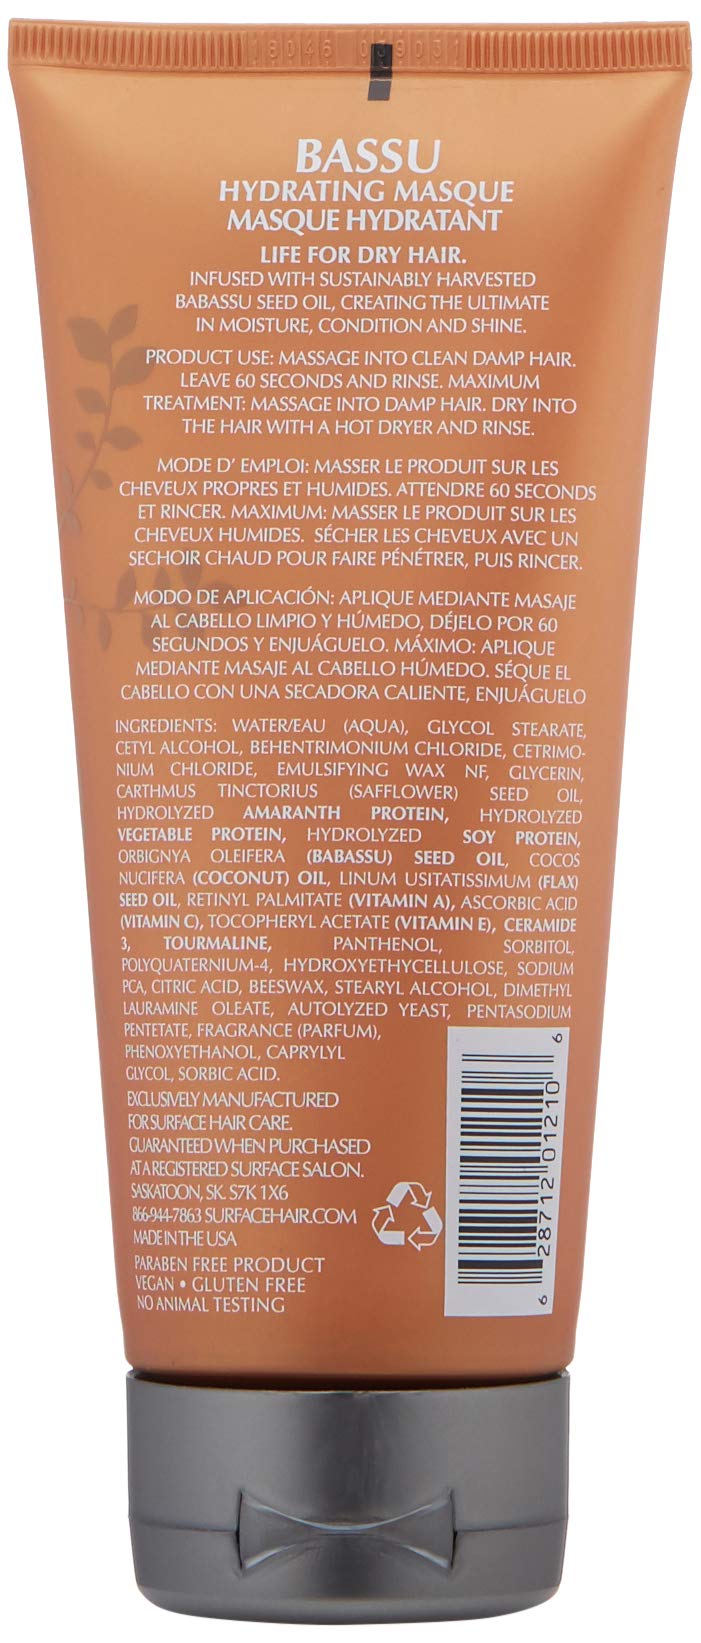 18046 079031
BASSU
HYDRATING MASQUE
MASQUE HYDRATANT
LIFE FOR DRY HAIR.
INFUSED WITH SUSTAINABLY HARVESTED
BABASSU SEED OIL, CREATING THE ULTIMATE
IN MOISTURE, CONDITION AND SHINE.
PRODUCT USE: MASSAGE INTO CLEAN DAMP HAIR.
LEAVE 60 SECONDS AND RINSE. MAXIMUM
TREATMENT: MASSAGE INTO DAMP HAIR. DRY INTO
THE HAIR WITH A HOT DRYER AND RINSE.
MODE D' EMPLOI: MASSER LE PRODUIT SUR LES
CHEVEUX PROPRES ET HUMIDES. ATTENDRE 60 SECONDS
ET RINCER. MAXIMUM: MASSER LE PRODUIT SUR LES
CHEVEUX HUMIDES. SÉCHER LES CHEVEUX AVEC UN
SECHOIR CHAUD POUR FAIRE PÉNÉTRER, PUIS RINCER.
MODO DE APLICACIÓN: APLIQUE MEDIANTE MASAJE
AL CABELLO LIMPIO Y HÚMEDO, DÉJELO POR 60
SEGUNDOS Y ENJUÁGUELO. MÁXIMO: APLIQUE
MEDIANTE MASAJE AL CABELLO HÚMEDO. SÉQUE EL
CABELLO CON UNA SECADORA CALIENTE, ENJUÁGUELO
INGREDIENTS: WATER/EAU (AQUA), GLYCOL STEARATE,
CETYL ALCOHOL, BEHENTRIMONIUM CHLORIDE, CETRIMO-
NIUM CHLORIDE, EMULSIFYING WAX NF, GLYCERIN,
CARTHMUS TINCTORIUS (SAFFLOWER) SEED OIL,
HYDROLYZED AMARANTH PROTEIN, HYDROLYZED
VEGETABLE PROTEIN, HYDROLYZED SOY PROTEIN,
ORBIGNYA OLEIFERA (BABASSU) SEED OIL, COCOS
NUCIFERA (COCONUT) OIL, LINUM USITATISSIMUM (FLAX)
SEED OIL, RETINYL PALMITATE (VITAMIN A), ASCORBIC ACID
(VITAMIN C), TOCOPHERYL ACETATE (VITAMIN E), CERAMIDE
3, TOURMALINE, PANTHENOL, SORBITOL,
POLYQUATERNIUM-4, HYDROXYETHYCELLULOSE, SODIUM
PCA, CITRIC ACID, BEESWAX, STEARYL ALCOHOL, DIMETHYL
LAURAMINE OLEATE, AUTOLYZED YEAST, PENTASODIUM
PENTETATE, FRAGRANCE (PARFUM),
PHENOXYETHANOL, CAPRYLYL
GLYCOL, SORBIC ACID.
EXCLUSIVELY MANUFACTURED
FOR SURFACE HAIR CARE.
GUARANTEED WHEN PURCHASED
AT A REGISTERED SURFACE SALON.
SASKATOON, SK. S7K 1X6
866-944-7863 SURFACEHAIR.COM
MADE IN THE USA
PARABEN FREE PRODUCT
VEGAN • GLUTEN FREE
NO ANIMAL TESTING
6 28712 01210 6